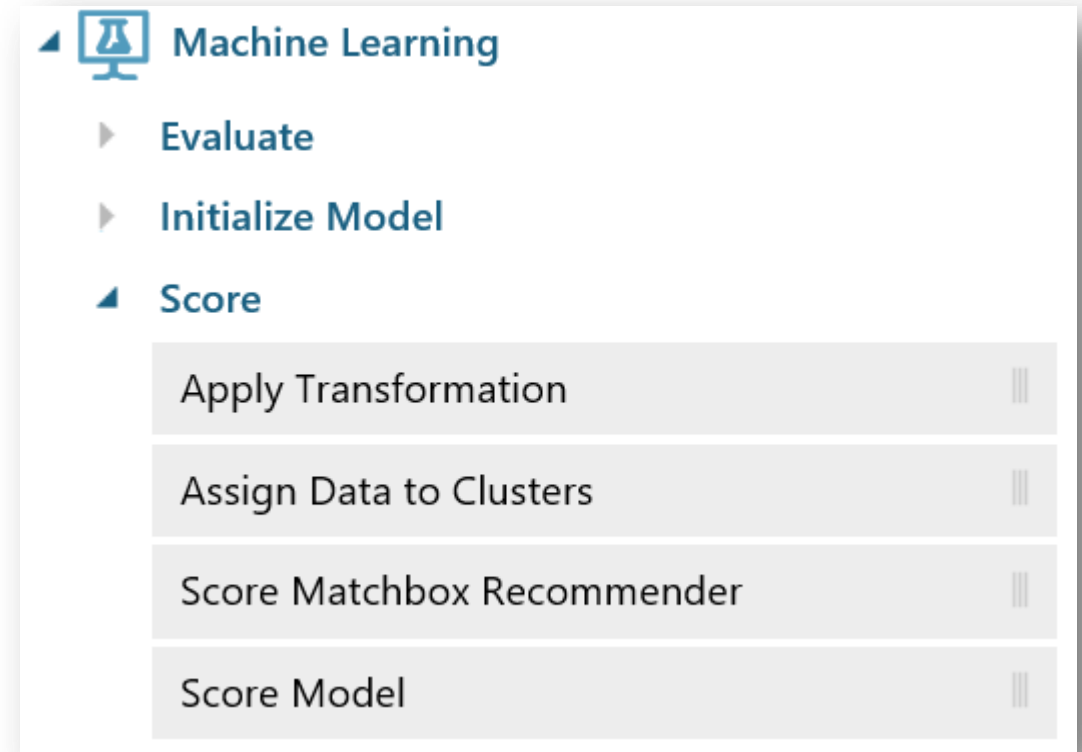 Machine Learning
Evaluate
Initialize Model
Score
Apply Transformation
Assign Data to Clusters
Score Matchbox Recommender
Score Model